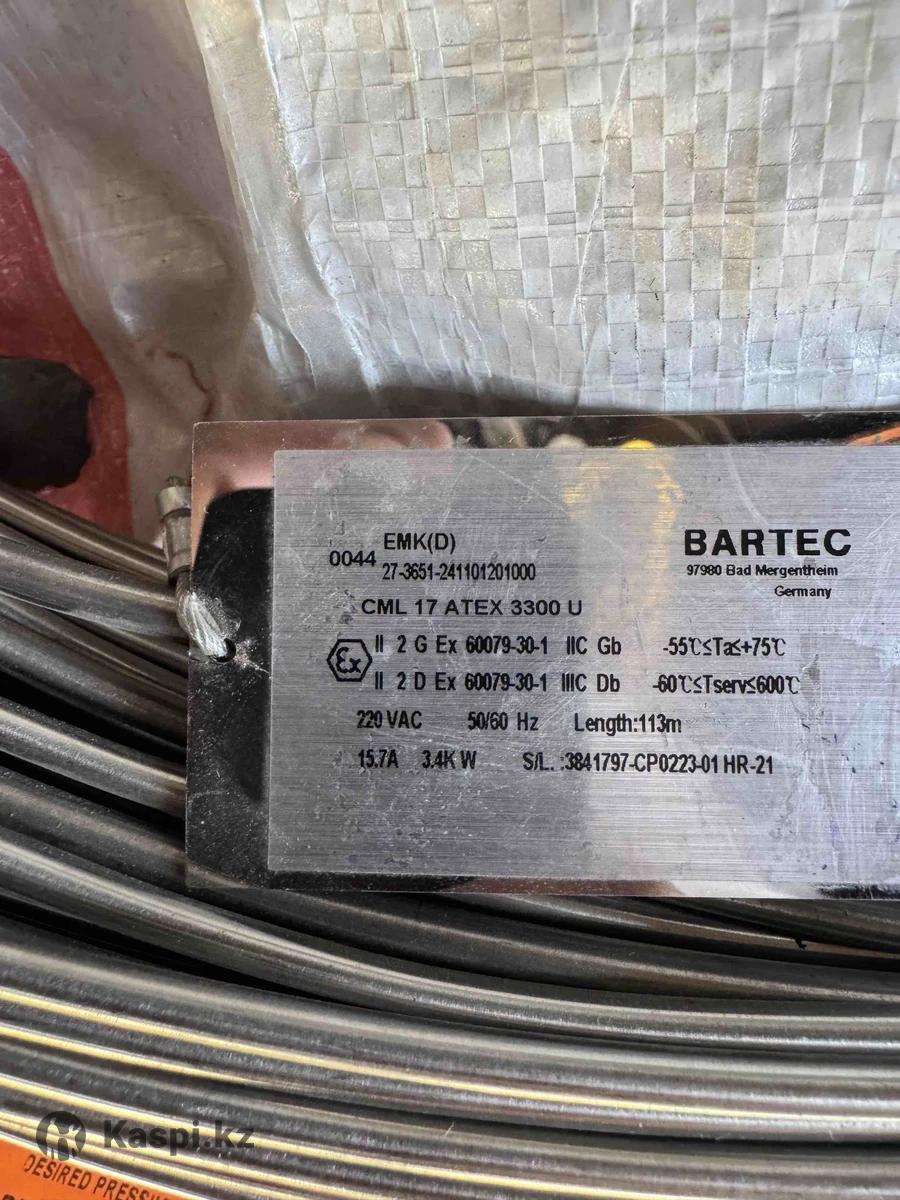 EMK(D)
0044
27-3651-241101201000
BARTEC
97980 Bad Mergentheim
Germany
CML 17 ATEX 3300 U
Ex
II 2 G Ex 60079-30-1 IIC Gb -55℃≤Ta≤+75℃
II 2 D Ex 60079-30-1 IIIC Db -60℃≤Tserv≤600℃
220 VAC 50/60 Hz Length:113m
15.7A 3.4K W S/L. :3841797-CP0223-01 HR-21
Kaspi.kz
DESIRED